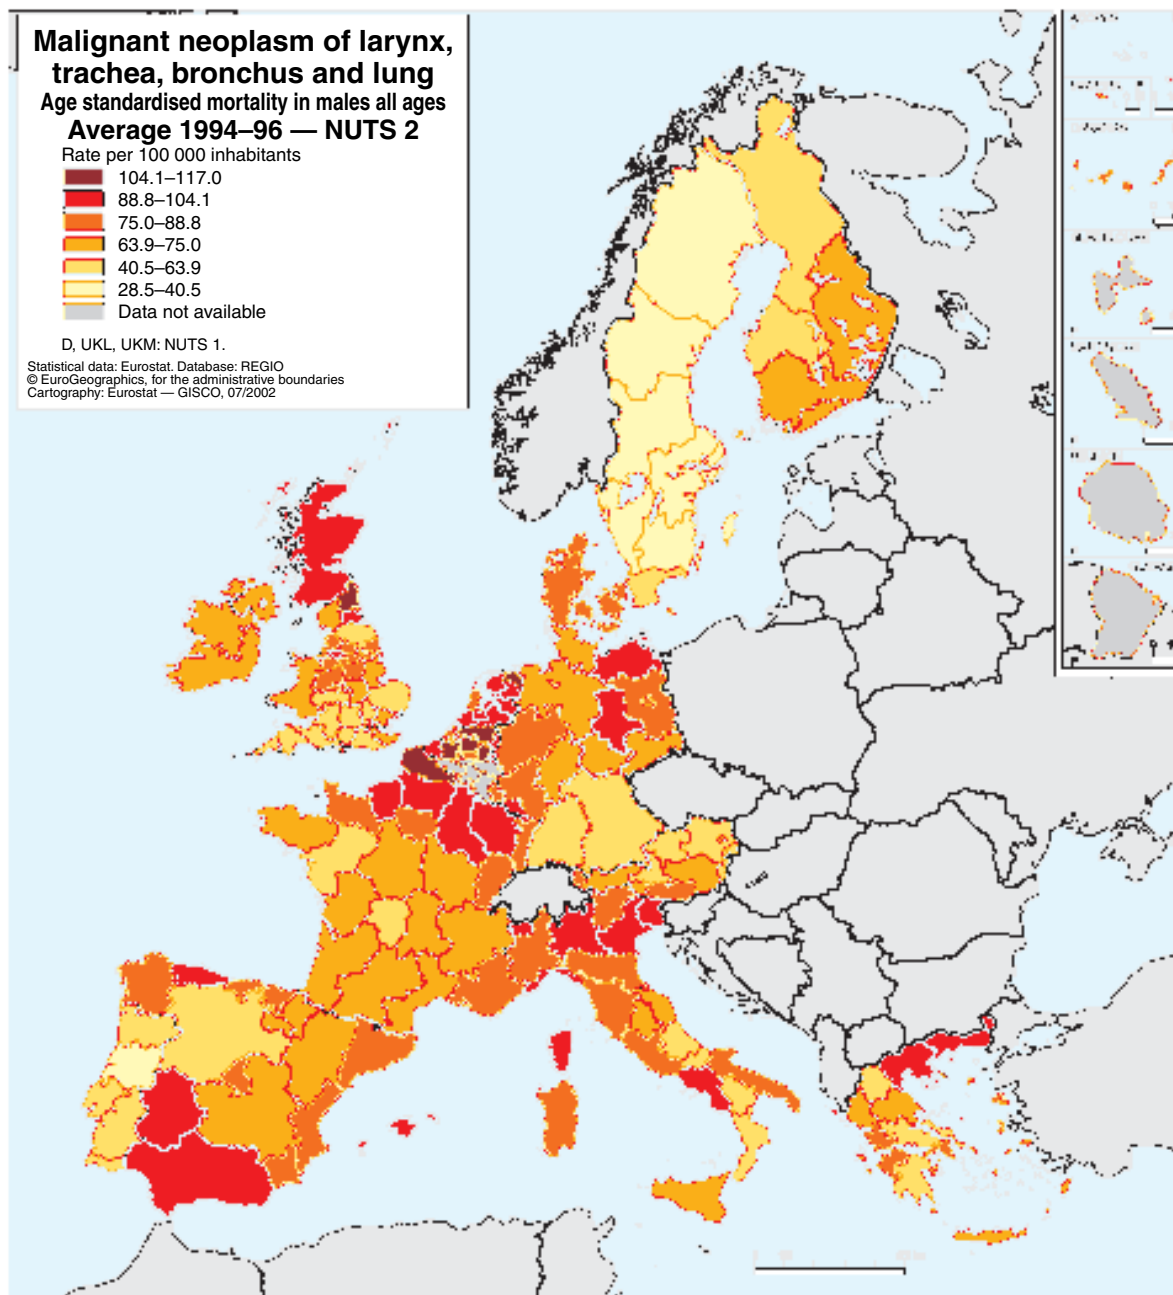 Malignant neoplasm of larynx,
trachea, bronchus and lung
Age standardised mortality in males all ages
Average 1994–96 — NUTS 2
Rate per 100 000 inhabitants
104.1–117.0
88.8–104.1
75.0–88.8
63.9–75.0
40.5–63.9
28.5–40.5
Data not available
D, UKL, UKM: NUTS 1.
Statistical data: Eurostat. Database: REGIO
© EuroGeographics, for the administrative boundaries
Cartography: Eurostat — GISCO, 07/2002